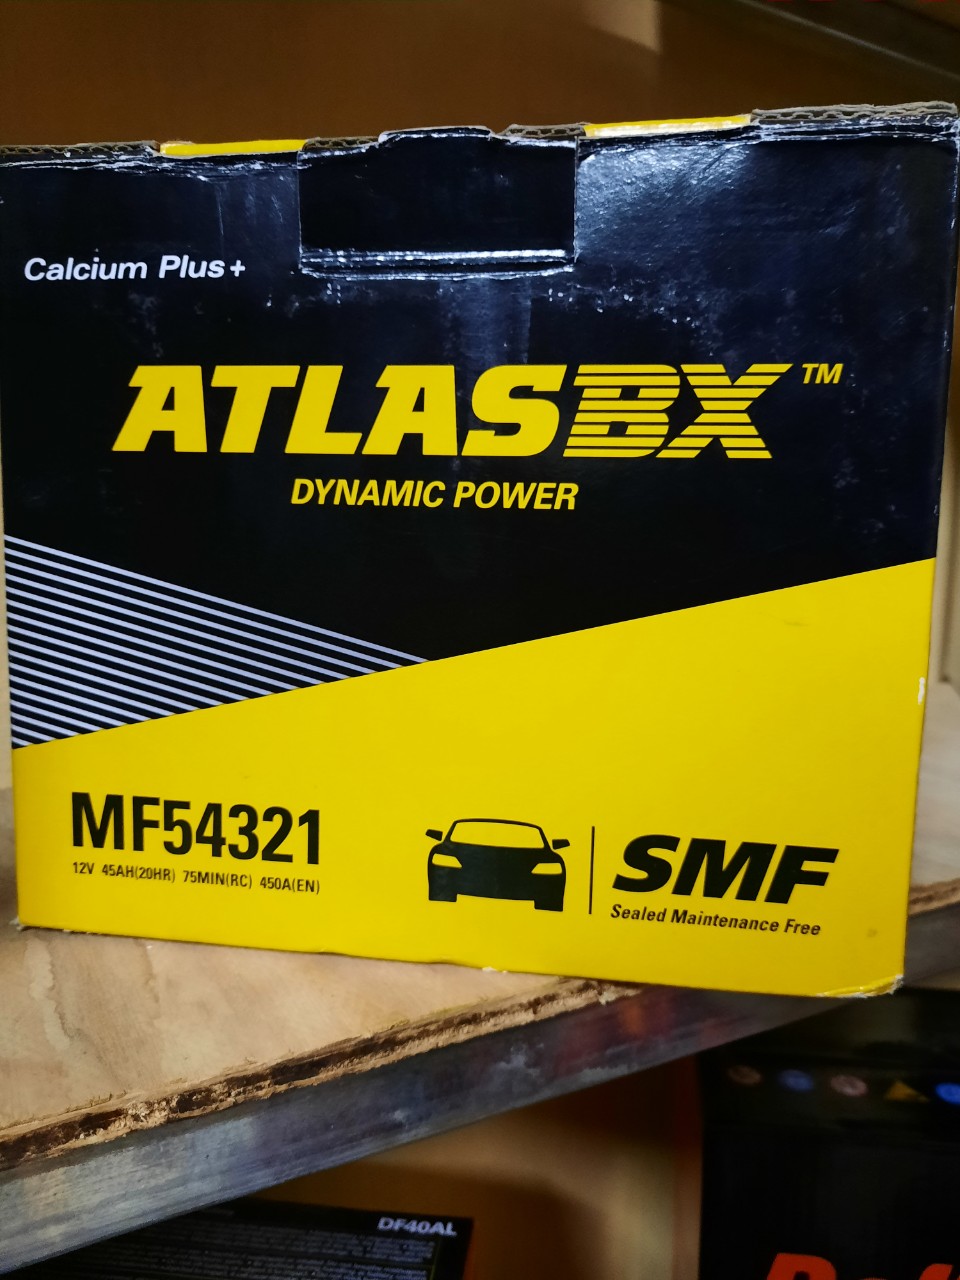 Calcium Plus+
ATLASBX™
DYNAMIC POWER
MF54321
12V 45AH(20HR) 75MIN(RC) 450A(EN)
SMF
Sealed Maintenance Free
DF40AL